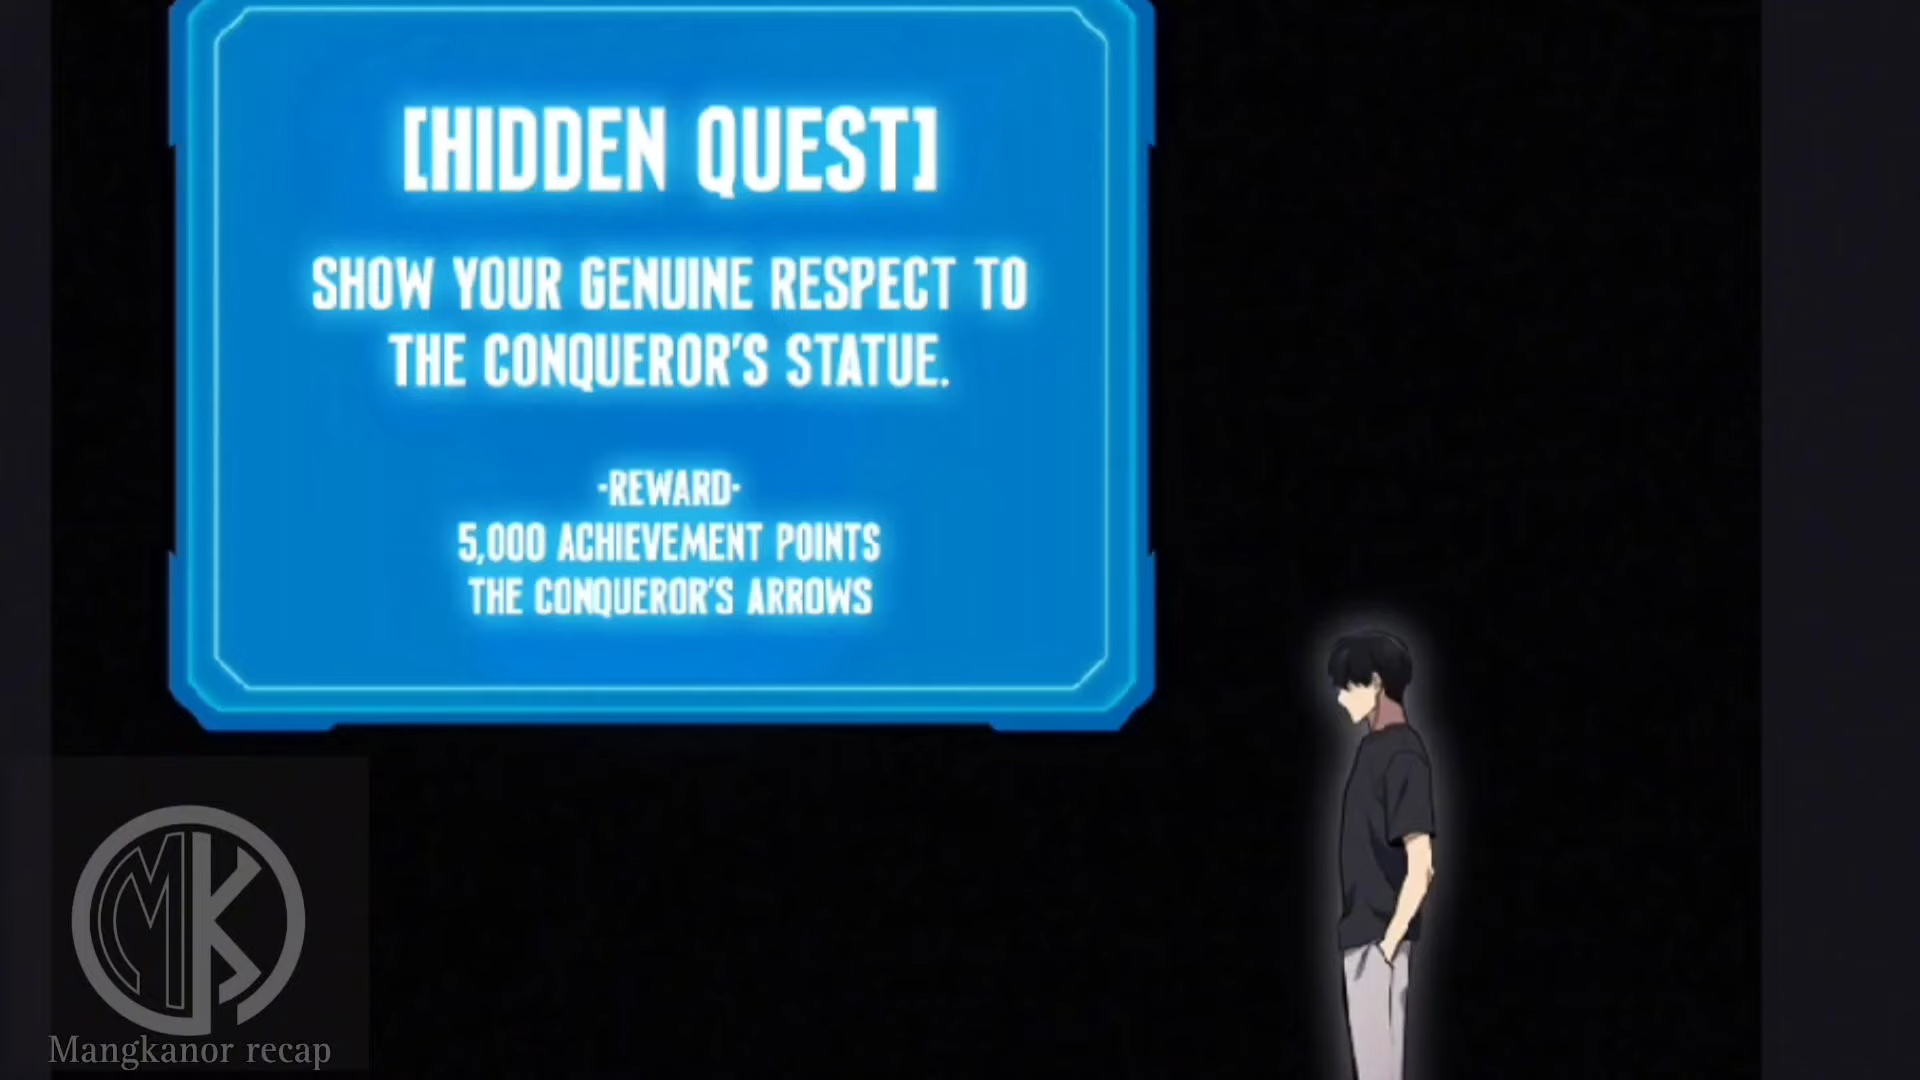 [HIDDEN QUEST]
SHOW YOUR GENUINE RESPECT TO
THE CONQUEROR'S STATUE.
-REWARD-
5,000 ACHIEVEMENT POINTS
THE CONQUEROR'S ARROWS
MK
Mangkanor recap